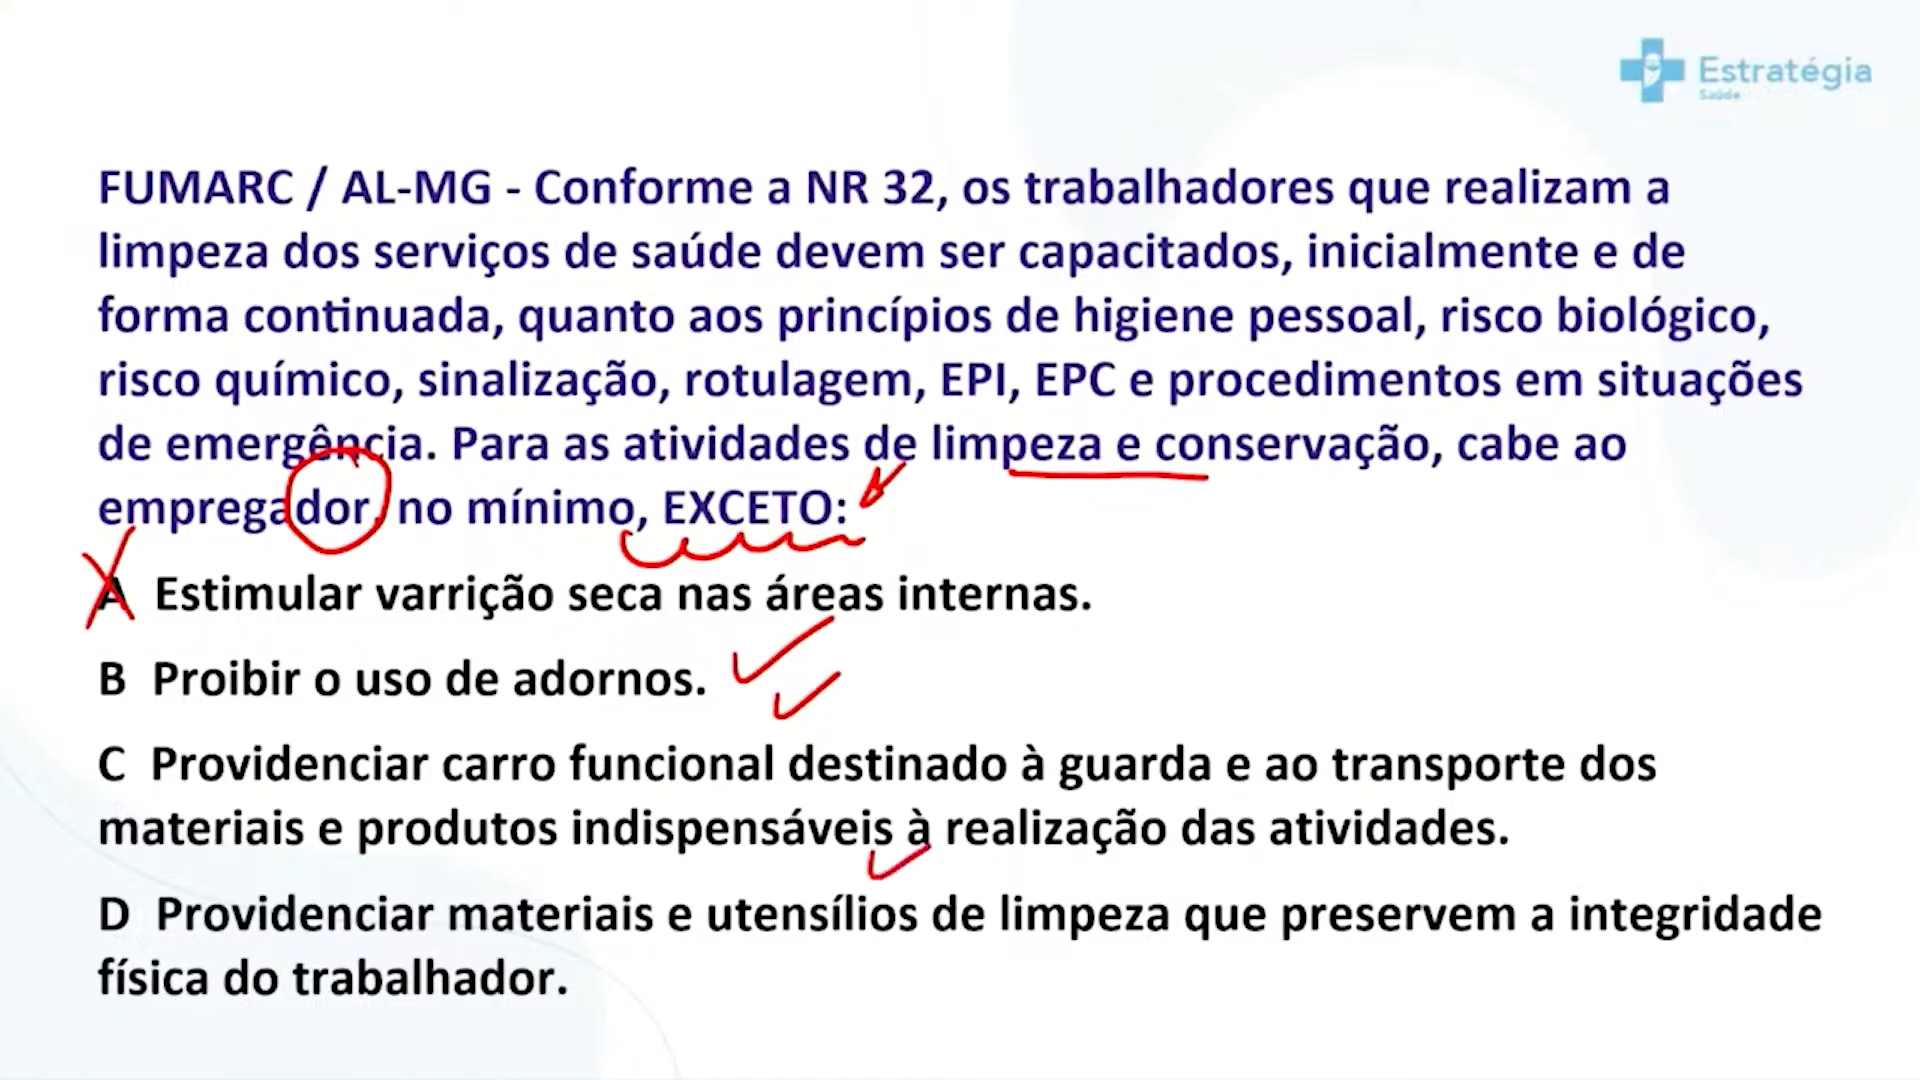 Estratégia
Saúde
FUMARC / AL-MG - Conforme a NR 32, os trabalhadores que realizam a
limpeza dos serviços de saúde devem ser capacitados, inicialmente e de
forma continuada, quanto aos princípios de higiene pessoal, risco biológico,
risco químico, sinalização, rotulagem, EPI, EPC e procedimentos em situações
de emergência. Para as atividades de limpeza e conservação, cabe ao
empregador, no mínimo, EXCETO:
A Estimular varrição seca nas áreas internas.
B Proibir o uso de adornos.
C Providenciar carro funcional destinado à guarda e ao transporte dos
materiais e produtos indispensáveis à realização das atividades.
D Providenciar materiais e utensílios de limpeza que preservem a integridade
física do trabalhador.